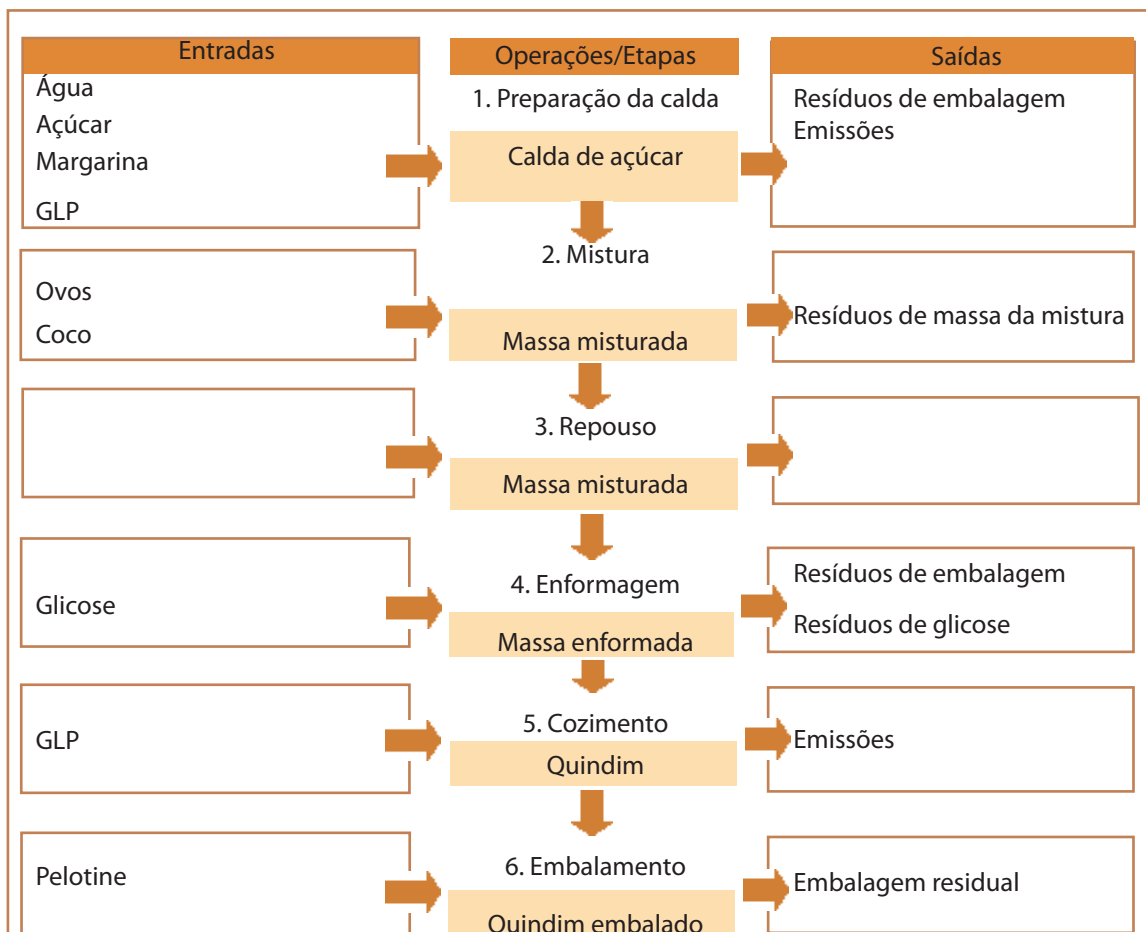 Entradas
Operações/Etapas
Saídas
Água
Açúcar
Margarina
GLP
1. Preparação da calda
Calda de açúcar
Resíduos de embalagem
Emissões
Ovos
Coco
2. Mistura
Massa misturada
Resíduos de massa da mistura
3. Repouso
Massa misturada
Glicose
4. Enformagem
Massa enformada
Resíduos de embalagem
Resíduos de glicose
GLP
5. Cozimento
Quindim
Emissões
Pelotine
6. Embalamento
Quindim embalado
Embalagem residual